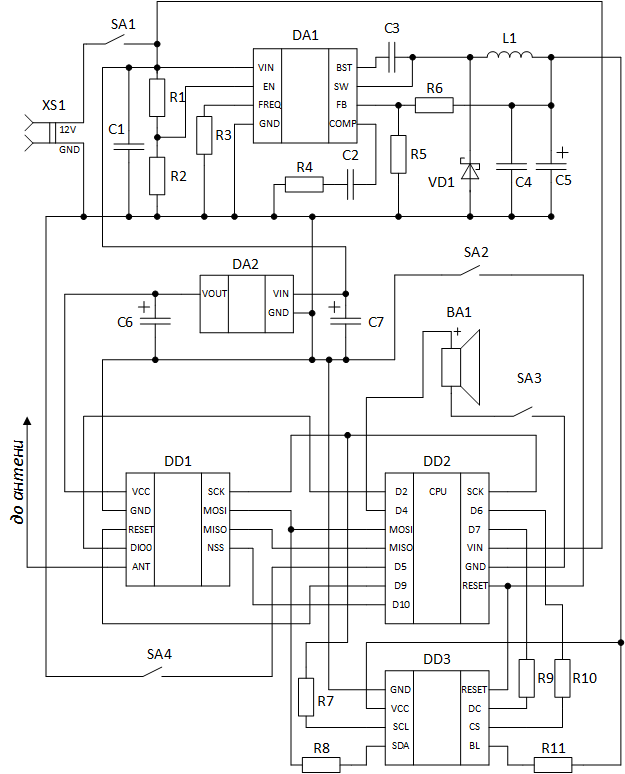 SA1
DA1
C3
L1
XS1
12V
GND
C1
R1
R2
R3
VIN
EN
FREQ
GND
BST
SW
FB
COMP
R4
C2
R5
R6
VD1
C4
C5
+
DA2
VOUT
VIN
GND
+
C6
+
C7
SA2
BA1
+
SA3
до антени
DD1
VCC
GND
RESET
DIO0
ANT
SCK
MOSI
MISO
NSS
DD2
D2
D4
MOSI
MISO
D5
D9
D10
CPU
SCK
D6
D7
VIN
GND
RESET
SA4
DD3
GND
VCC
SCL
SDA
RESET
DC
CS
BL
R7
R8
R9
R10
R11